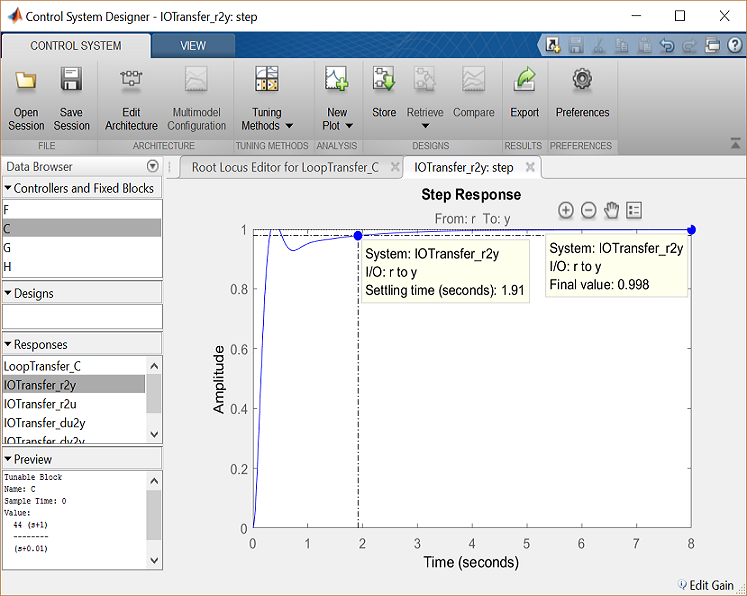 Control System Designer - IOTransfer_r2y: step
CONTROL SYSTEM VIEW
Open Session
Save Session
Edit Architecture
Multimodel Configuration
Tuning Methods
New Plot
Store
Retrieve
Compare
Export
Preferences
FILE ARCHITECTURE TUNING METHODS ANALYSIS DESIGNS RESULTS PREFERENCES
Data Browser
Controllers and Fixed Blocks
F
C
G
H
Designs
Responses
LoopTransfer_C
IOTransfer_r2y
IOTransfer_r2u
IOTransfer_du2y
IOTransfer_dy2y
Preview
Tunable Block
Name: C
Sample Time: 0
Value:
44 (s+1)
--------
(s+0.01)
Root Locus Editor for LoopTransfer_C
IOTransfer_r2y: step
Step Response
From: r To: y
System: IOTransfer_r2y
I/O: r to y
Settling time (seconds): 1.91
System: IOTransfer_r2y
I/O: r to y
Final value: 0.998
Amplitude
1
0.8
0.6
0.4
0.2
0
0 1 2 3 4 5 6 7 8
Time (seconds)
Edit Gain